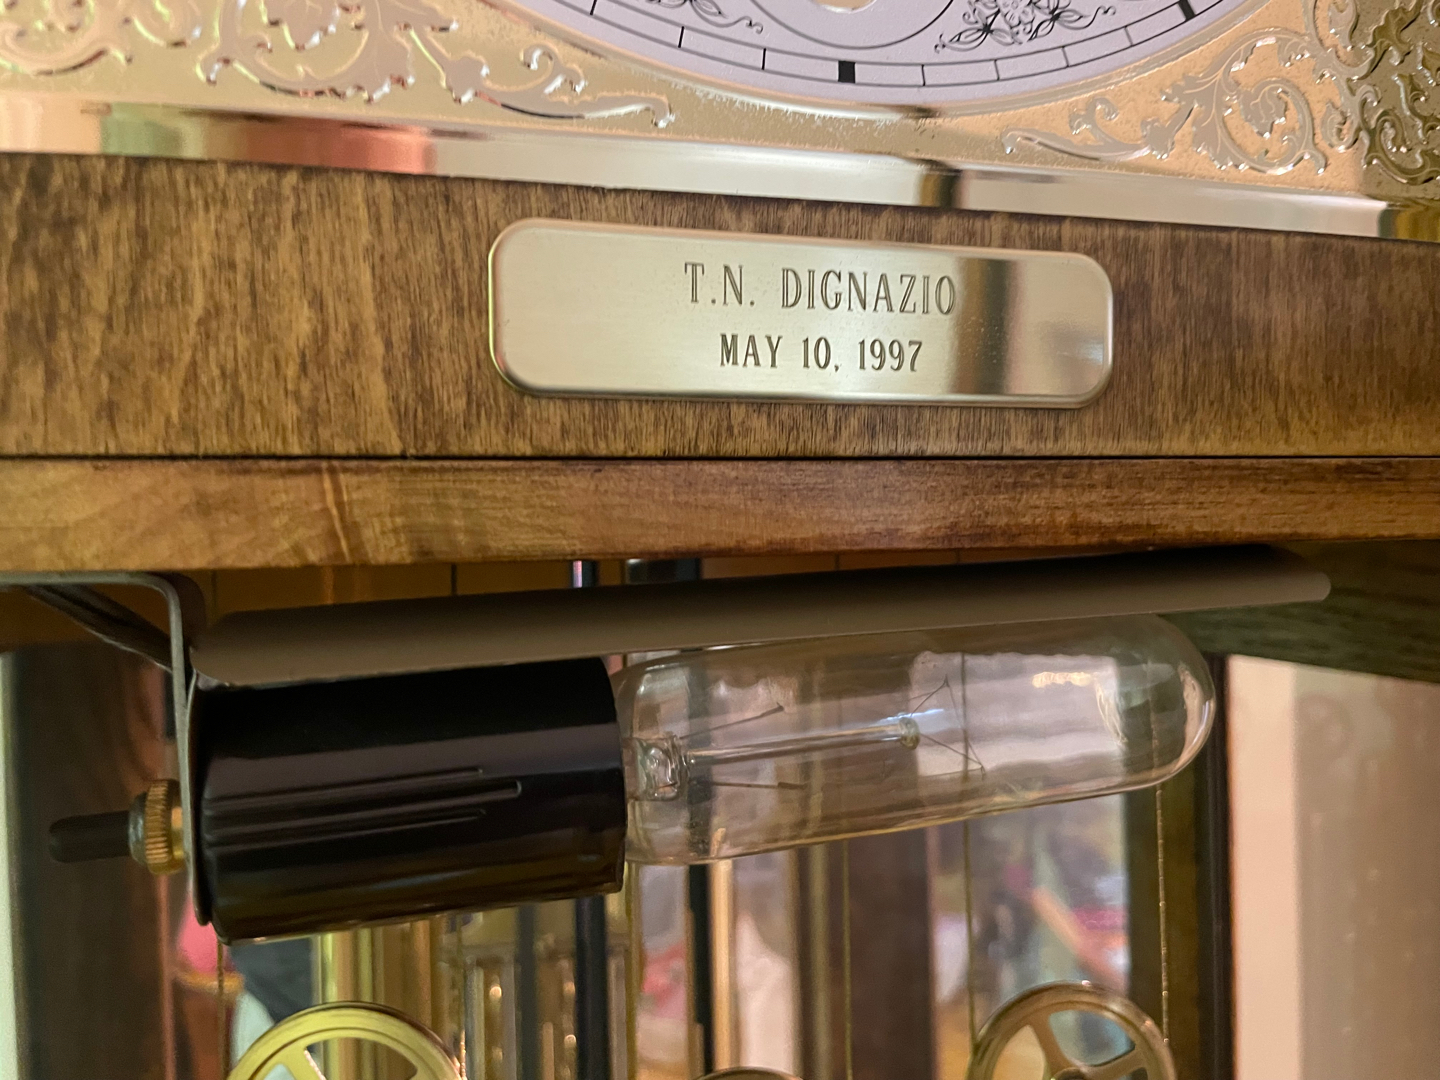 T.N. DIGNAZIO
MAY 10, 1997